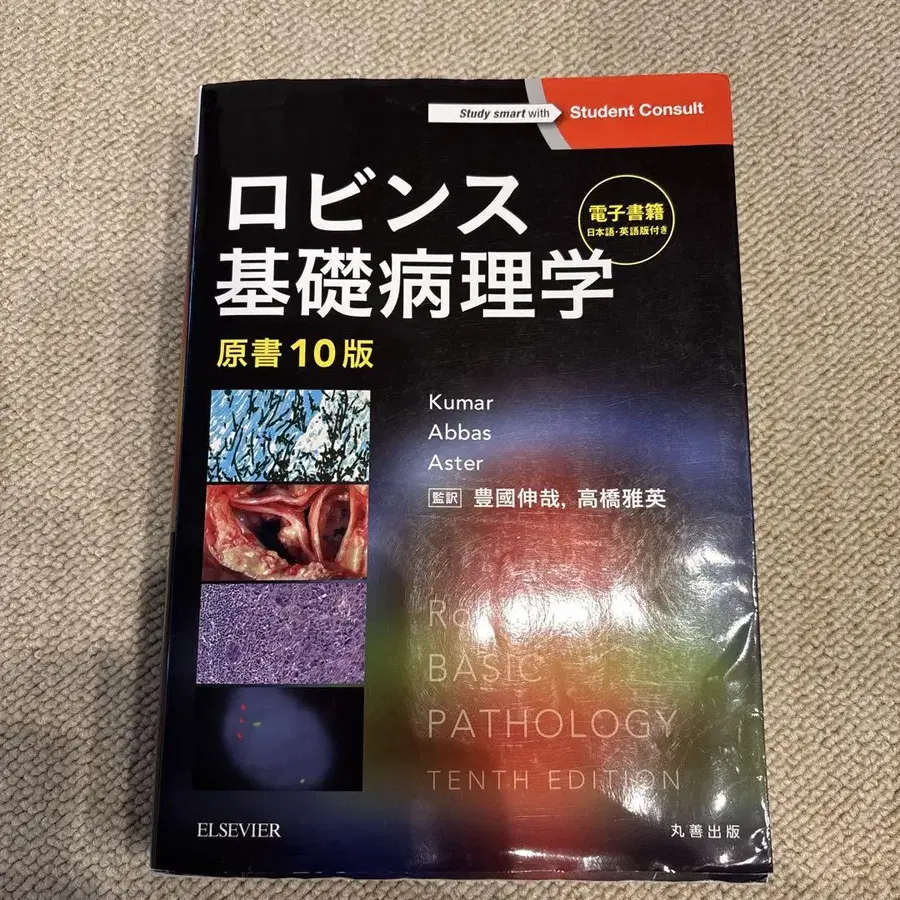 Study smart with Student Consult
ロビンス
電子書籍
日本語・英語版付き
基礎病理学
原書10版
Kumar
Abbas
Aster
監訳 豊國伸哉, 高橋雅英
BASIC
PATHOLOGY
TENTH EDITION
ELSEVIER
丸善出版